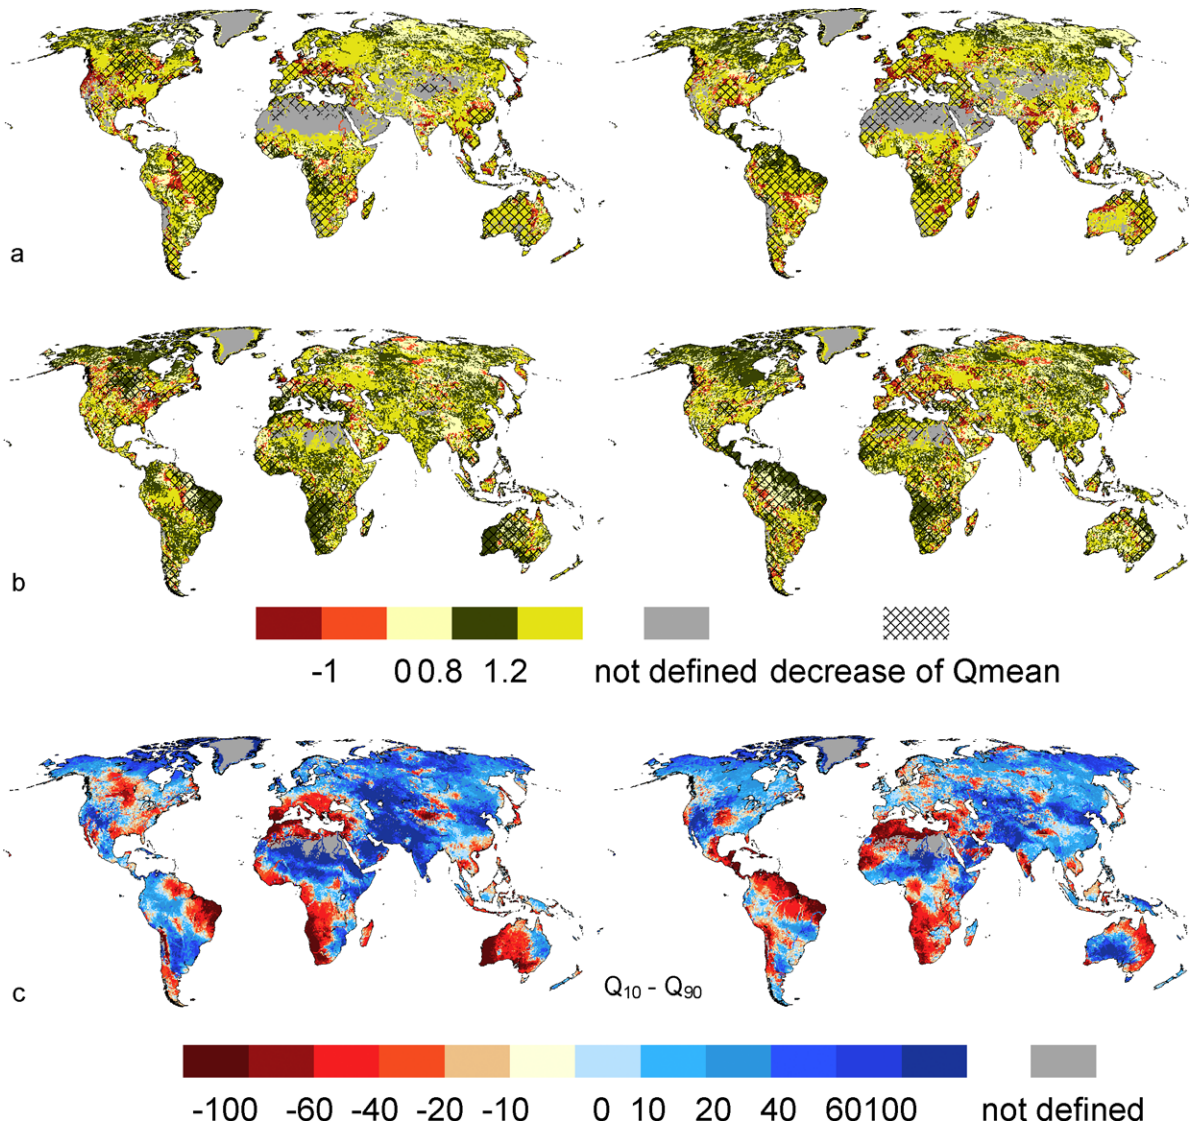 a
b
-1 0 0.8 1.2 not defined decrease of Qmean
c
Q10 - Q90
-100 -60 -40 -20 -10 0 10 20 40 60100 not defined